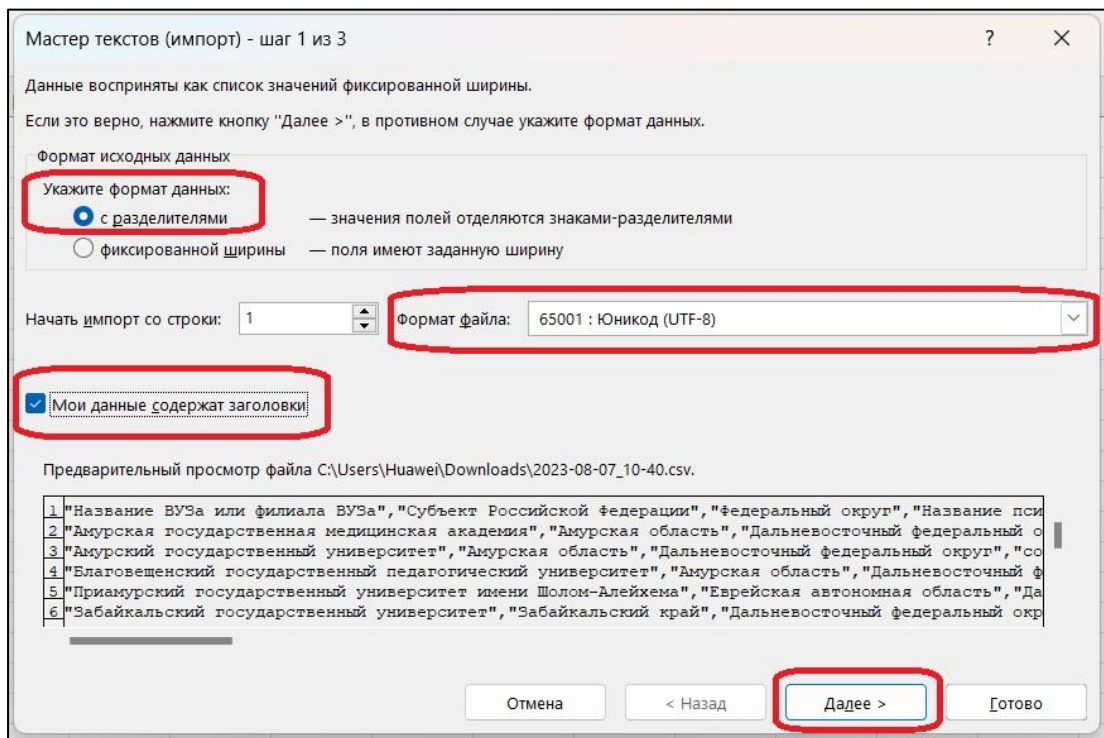 Мастер текстов (импорт) - шаг 1 из 3 ?
Данные восприняты как список значений фиксированной ширины.
Если это верно, нажмите кнопку "Далее >", в противном случае укажите формат данных.
Формат исходных данных
Укажите формат данных:
с разделителями — значения полей отделяются знаками-разделителями
фиксированной ширины — поля имеют заданную ширину
Начать импорт со строки: 1 Формат файла: 65001 : Юникод (UTF-8)
Мои данные содержат заголовки
Предварительный просмотр файла C:\Users\Huawei\Downloads\2023-08-07_10-40.csv.
1 "Название ВУЗа или филиала ВУЗа","Субъект Российской Федерации","Федеральный округ","Название пси
2 "Амурская государственная медицинская академия","Амурская область","Дальневосточный федеральный о
3 "Амурский государственный университет","Амурская область","Дальневосточный федеральный округ","со
4 "Благовещенский государственный педагогический университет","Амурская область","Дальневосточный ф
5 "Приамурский государственный университет имени Шолом-Алейхема","Еврейская автономная область","Да
6 "Забайкальский государственный университет","Забайкальский край","Дальневосточный федеральный окр
Отмена < Назад Далее > Готово